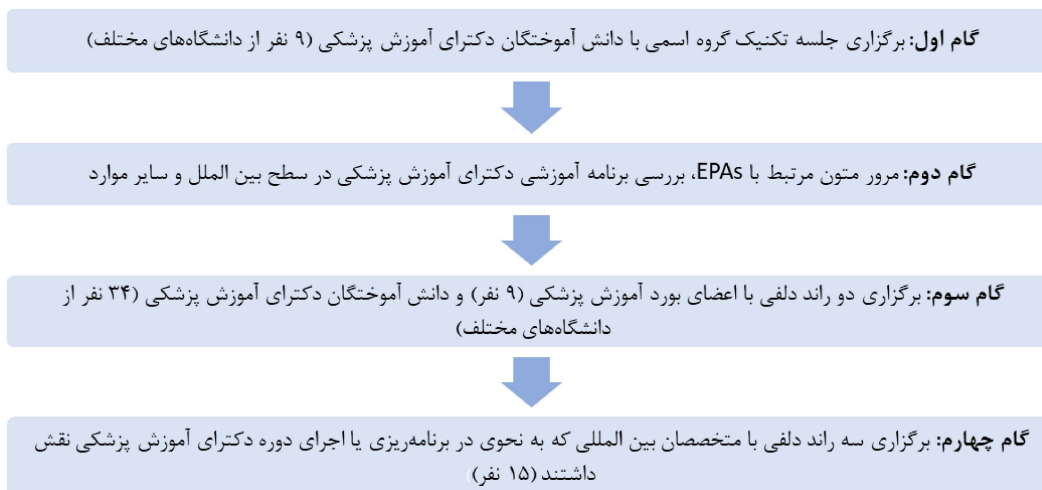 گام اول: برگزاری جلسه تکنیک گروه اسمی با دانش آموختگان دکترای آموزش پزشکی (۹ نفر از دانشگاه‌های مختلف)
گام دوم: مرور متون مرتبط با EPAs، بررسی برنامه آموزشی دکترای آموزش پزشکی در سطح بین الملل و سایر موارد
گام سوم: برگزاری دو راند دلفی با اعضای بورد آموزش پزشکی (۹ نفر) و دانش آموختگان دکترای آموزش پزشکی (۳۴ نفر از
دانشگاه‌های مختلف)
گام چهارم: برگزاری سه راند دلفی با متخصصان بین المللی که به نحوی در برنامه‌ریزی یا اجرای دوره دکترای آموزش پزشکی نقش
داشتند (۱۵ نفر)